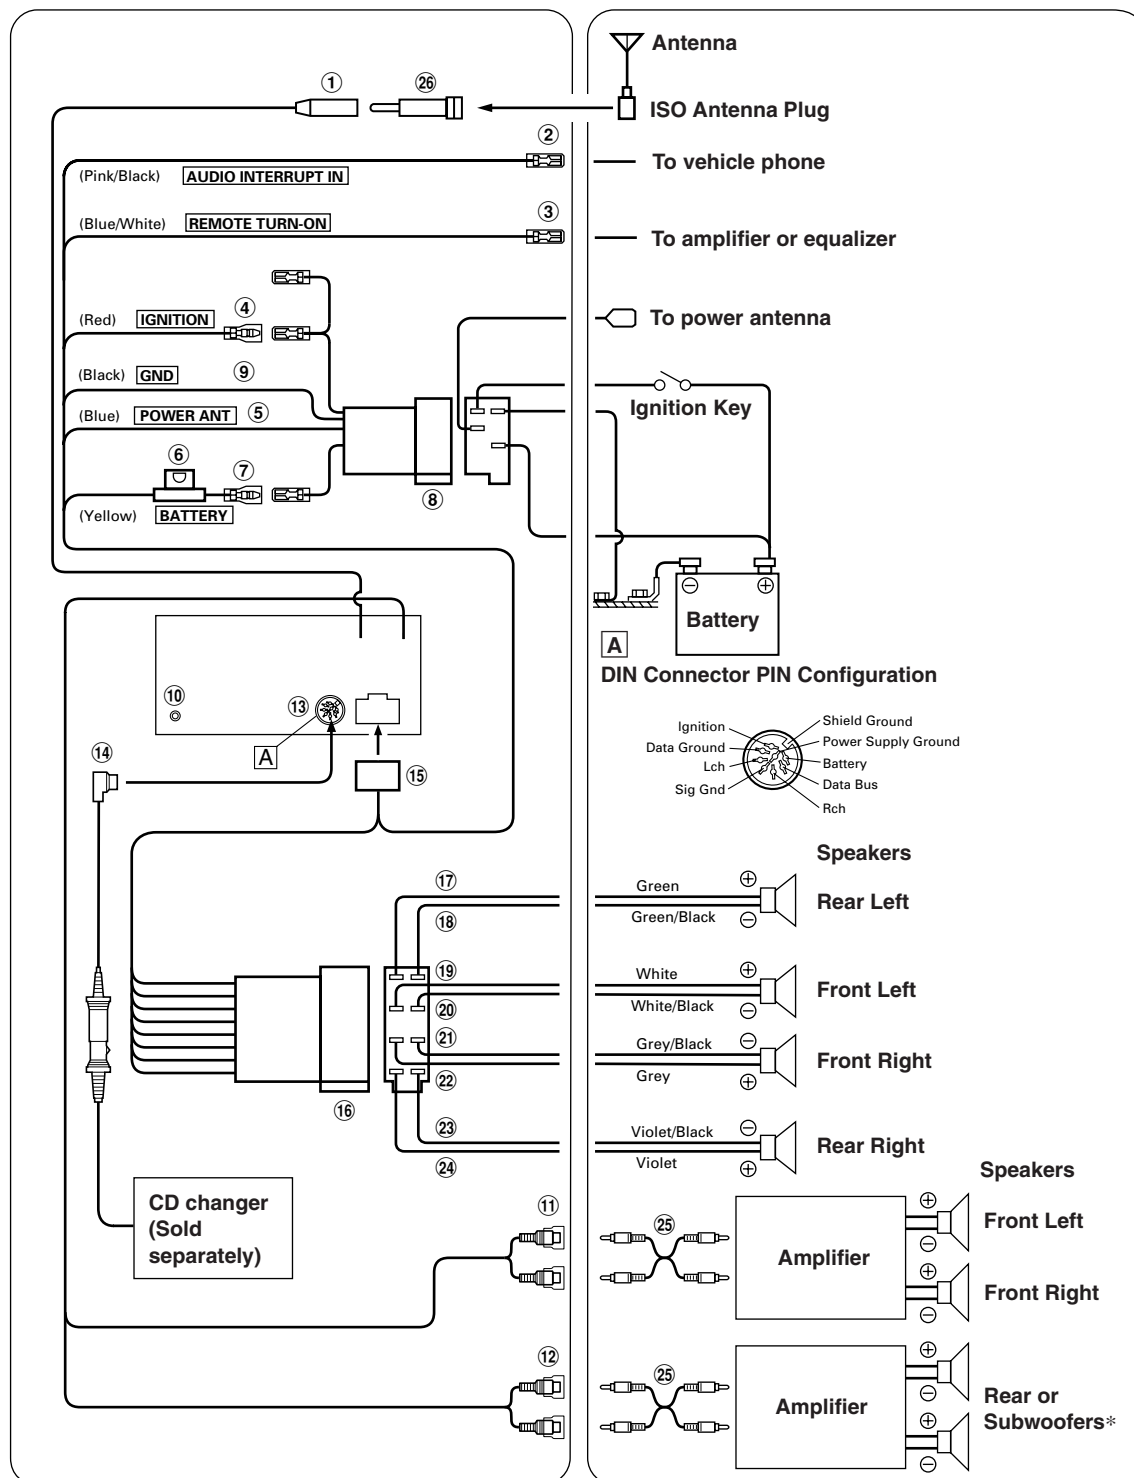 Antenna
① ㉖
ISO Antenna Plug
②
To vehicle phone
(Pink/Black) AUDIO INTERRUPT IN
(Blue/White) REMOTE TURN-ON ③
To amplifier or equalizer
④
(Red) IGNITION
To power antenna
(Black) GND ⑨
Ignition Key
(Blue) POWER ANT ⑤
⑥ ⑦
⑧
(Yellow) BATTERY
⊖ ⊕
Battery
A
DIN Connector PIN Configuration
⑩ ⑬
A
⑭ ⑮
Ignition
Data Ground
Lch
Sig Gnd
Shield Ground
Power Supply Ground
Battery
Data Bus
Rch
Speakers
⑰ Green ⊕
Rear Left
⑱ Green/Black ⊖
⑲ White ⊕
Front Left
⑳ White/Black ⊖
㉑ Grey/Black ⊖
Front Right
㉒ Grey ⊕
⑯
㉓ Violet/Black ⊖
Rear Right
㉔ Violet ⊕
Speakers
CD changer
(Sold
separately)
⑪ ㉕
Amplifier
⊕
Front Left
⊖
⊕
Front Right
⊖
⑫ ㉕
Amplifier
⊕
⊖
Rear or
Subwoofers*
⊕
⊖